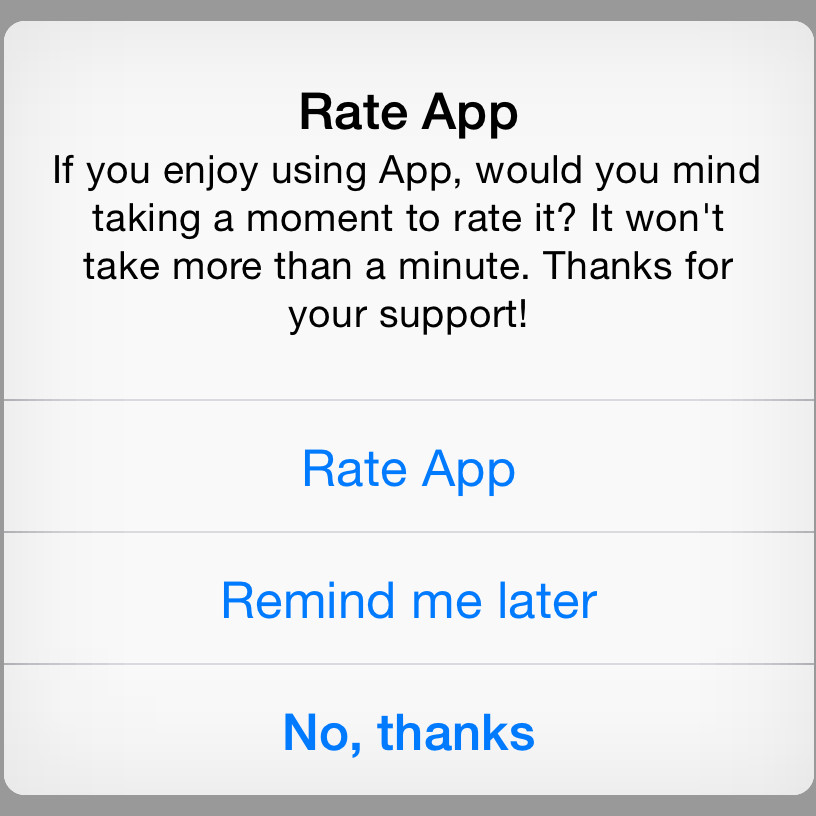 Rate App
If you enjoy using App, would you mind
taking a moment to rate it? It won't
take more than a minute. Thanks for
your support!
Rate App
Remind me later
No, thanks